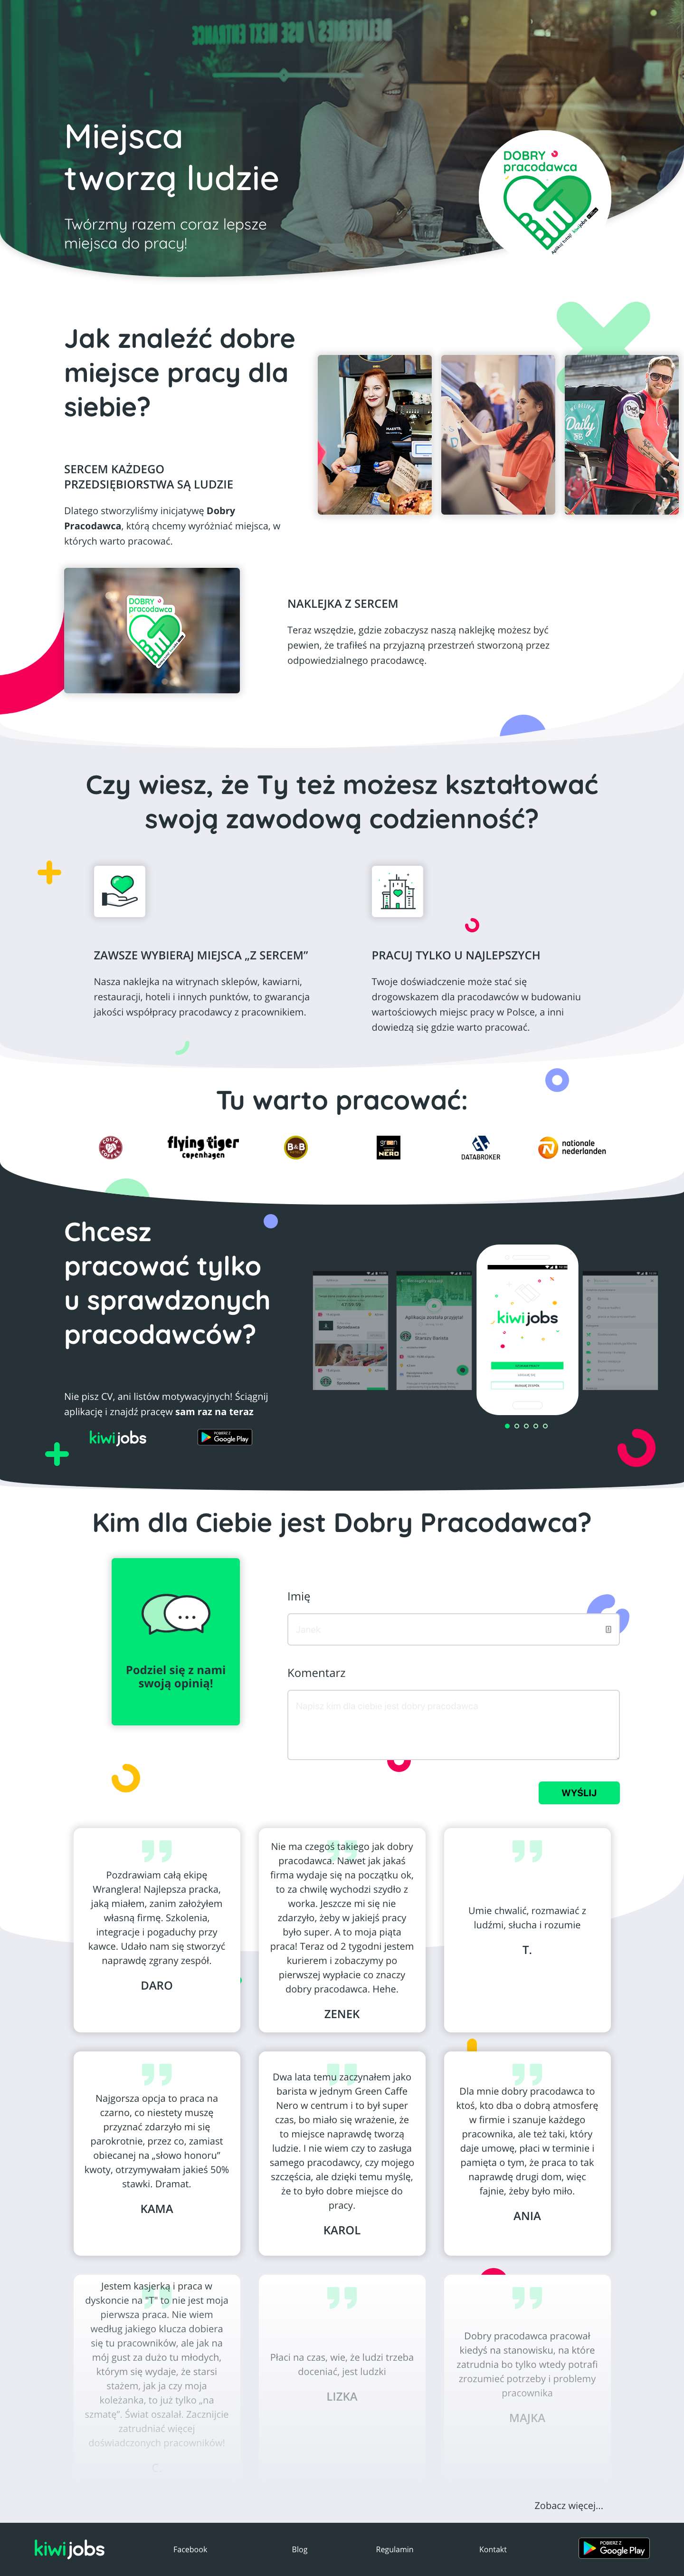 DELIVERIES / USE NEXT ENTRANCE
DOBRY
pracodawca
Aplikuj tutaj! kiwijobs
Miejsca
tworzą ludzie
Twórzmy razem coraz lepsze
miejsca do pracy!
Jak znaleźć dobre
miejsce pracy dla
siebie?
Daily
SERCEM KAŻDEGO
PRZEDSIĘBIORSTWA SĄ LUDZIE
Dlatego stworzyliśmy inicjatywę Dobry
Pracodawca, którą chcemy wyróżniać miejsca, w
których warto pracować.
DOBRY
pracodawca
NAKLEJKA Z SERCEM
Teraz wszędzie, gdzie zobaczysz naszą naklejkę możesz być
pewien, że trafiłeś na przyjazną przestrzeń stworzoną przez
odpowiedzialnego pracodawcę.
Czy wiesz, że Ty też możesz kształtować
swoją zawodową codzienność?
ZAWSZE WYBIERAJ MIEJSCA „Z SERCEM”
Nasza naklejka na witrynach sklepów, kawiarni,
restauracji, hoteli i innych punktów, to gwarancja
jakości współpracy pracodawcy z pracownikiem.
PRACUJ TYLKO U NAJLEPSZYCH
Twoje doświadczenie może stać się
drogowskazem dla pracodawców w budowaniu
wartościowych miejsc pracy w Polsce, a inni
dowiedzą się gdzie warto pracować.
Tu warto pracować:
COSTA COFFEE
flying tiger
copenhagen
B&B
green
caffè
NERO
DATABROKER
nationale
nederlanden
Chcesz
pracować tylko
u sprawdzonych
pracodawców?
Aplikacja została przyjęta!
kiwijobs
Nie pisz CV, ani listów motywacyjnych! Ściągnij
aplikację i znajdź pracęw sam raz na teraz
kiwijobs
POBIERZ Z
Google Play
Kim dla Ciebie jest Dobry Pracodawca?
Podziel się z nami
swoją opinią!
Imię
Janek
Komentarz
Napisz kim dla ciebie jest dobry pracodawca
WYŚLIJ
Pozdrawiam całą ekipę
Wranglera! Najlepsza pracka,
jaką miałem, zanim założyłem
własną firmę. Szkolenia,
integracje i pogaduchy przy
kawce. Udało nam się stworzyć
naprawdę zgrany zespół.
DARO
Nie ma czegoś takiego jak dobry
pracodawca. Nawet jak jakaś
firma wydaje się na początku ok,
to za chwilę wychodzi szydło z
worka. Jeszcze mi się nie
zdarzyło, żeby w jakiejś pracy
było super. A to moja piąta
praca! Teraz od 2 tygodni jestem
kurierem i zobaczymy po
pierwszej wypłacie co znaczy
dobry pracodawca. Hehe.
ZENEK
Umie chwalić, rozmawiać z
ludźmi, słucha i rozumie
T.
Najgorsza opcja to praca na
czarno, co niestety muszę
przyznać zdarzyło mi się
parokrotnie, przez co, zamiast
obiecanej na „słowo honoru”
kwoty, otrzymywałam jakieś 50%
stawki. Dramat.
KAMA
Dwa lata temu zaczynałem jako
barista w jednym Green Caffe
Nero w centrum i to był super
czas, bo miało się wrażenie, że
to miejsce naprawdę tworzą
ludzie. I nie wiem czy to zasługa
samego pracodawcy, czy mojego
szczęścia, ale dzięki temu myślę,
że to było dobre miejsce do
pracy.
KAROL
Dla mnie dobry pracodawca to
ktoś, kto dba o dobrą atmosferę
w firmie i szanuje każdego
pracownika, ale też taki, który
daje umowę, płaci w terminie i
pamięta o tym, że praca to tak
naprawdę drugi dom, więc
fajnie, żeby było miło.
ANIA
Jestem kasjerką i praca w
dyskoncie na "T" to nie jest moja
pierwsza praca. Nie wiem
według jakiego klucza dobiera
się tu pracowników, ale jak na
mój gust za dużo tu młodych,
którym się wydaje, że starsi
stażem, jak ja czy moja
koleżanka, to już tylko „na
szmatę”. Świat oszalał. Zacznijcie
zatrudniać więcej
doświadczonych pracowników!
Płaci na czas, wie, że ludzi trzeba
doceniać, jest ludzki
LIZKA
Dobry pracodawca pracował
kiedyś na stanowisku, na które
zatrudnia bo tylko wtedy potrafi
zrozumieć potrzeby i problemy
pracownika
MAJKA
Zobacz więcej...
kiwijobs
Facebook
Blog
Regulamin
Kontakt
POBIERZ Z
Google Play